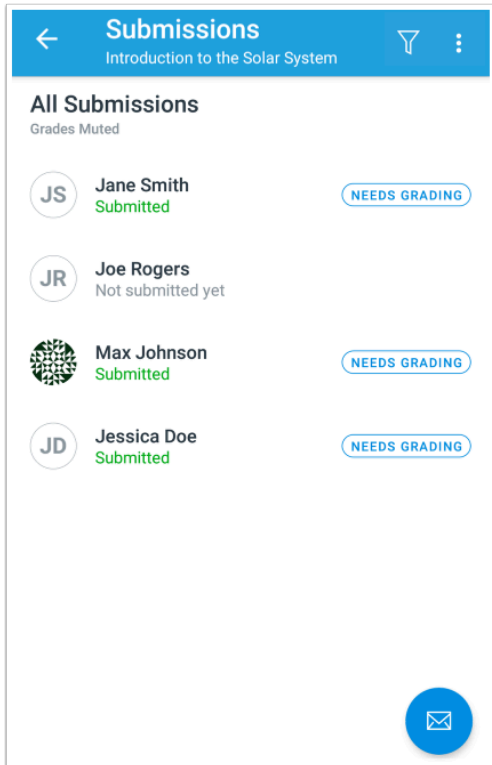 Submissions
Introduction to the Solar System
All Submissions
Grades Muted
JS
Jane Smith
Submitted
NEEDS GRADING
JR
Joe Rogers
Not submitted yet
Max Johnson
Submitted
NEEDS GRADING
JD
Jessica Doe
Submitted
NEEDS GRADING